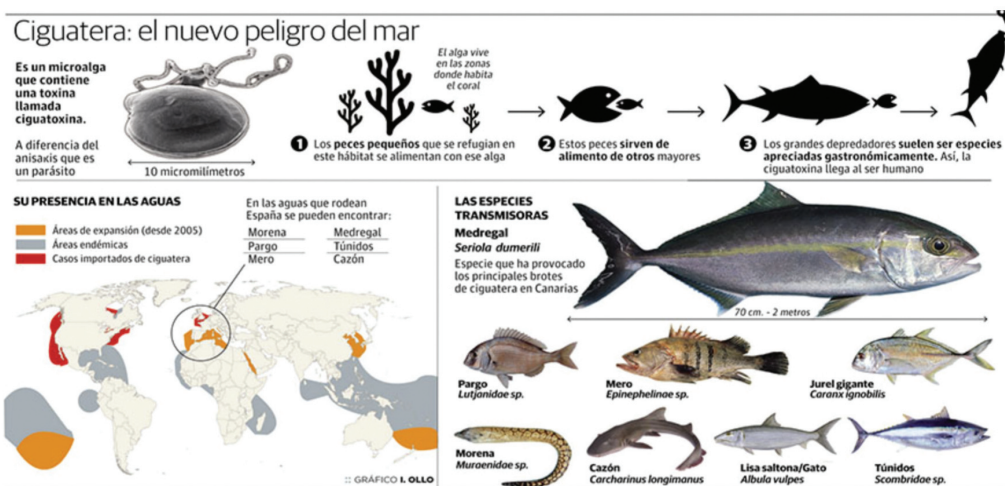 Ciguatera: el nuevo peligro del mar
Es un microalga
que contiene
una toxina
llamada
ciguatoxina.
A diferencia del
anisakis que es
un parásito
10 micromilímetros
El alga vive
en las zonas
donde habita
el coral
1 Los peces pequeños que se refugian en
este hábitat se alimentan con ese alga
2 Estos peces sirven de
alimento de otros mayores
3 Los grandes depredadores suelen ser especies
apreciadas gastronómicamente. Así, la
ciguatoxina llega al ser humano
SU PRESENCIA EN LAS AGUAS
Áreas de expansión (desde 2005)
Áreas endémicas
Casos importados de ciguatera
En las aguas que rodean
España se pueden encontrar:
Morena Medregal
Pargo Túnidos
Mero Cazón
:: GRÁFICO I. OLLO
LAS ESPECIES
TRANSMISORAS
Medregal
Seriola dumerili
Especie que ha provocado
los principales brotes
de ciguatera en Canarias
70 cm. - 2 metros
Pargo
Lutjanidae sp.
Mero
Epinephelinae sp.
Jurel gigante
Caranx ignobilis
Morena
Muraenidae sp.
Cazón
Carcharinus longimanus
Lisa saltona/Gato
Albula vulpes
Túnidos
Scombridae sp.